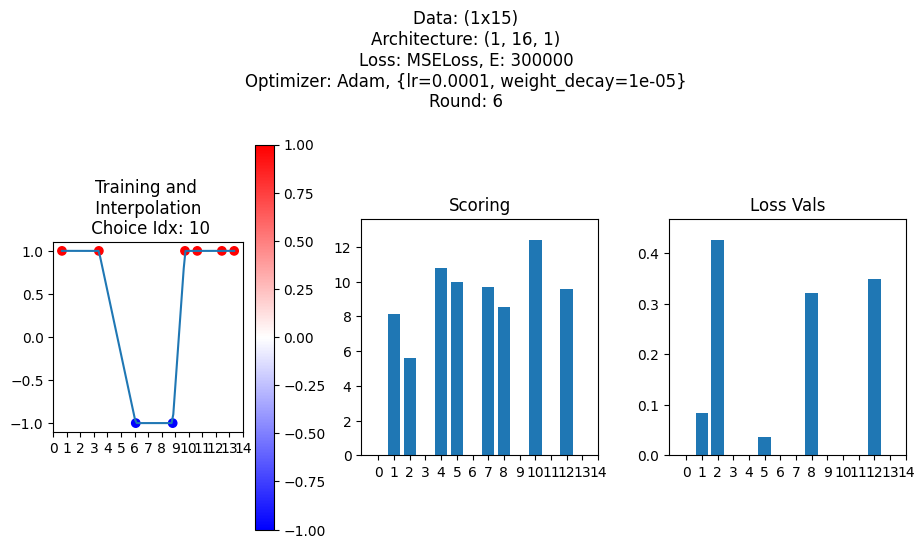 Data: (1x15)
Architecture: (1, 16, 1)
Loss: MSELoss, E: 300000
Optimizer: Adam, {lr=0.0001, weight_decay=1e-05}
Round: 6
Training and
Interpolation
Choice Idx: 10
1.0
0.5
0.0
−0.5
−1.0
0 1 2 3 4 5 6 7 8 9 10 11 12 13 14
1.00
0.75
0.50
0.25
0.00
−0.25
−0.50
−0.75
−1.00
Scoring
12
10
8
6
4
2
0
0 1 2 3 4 5 6 7 8 9 10 11 12 13 14
Loss Vals
0.4
0.3
0.2
0.1
0.0
0 1 2 3 4 5 6 7 8 9 10 11 12 13 14